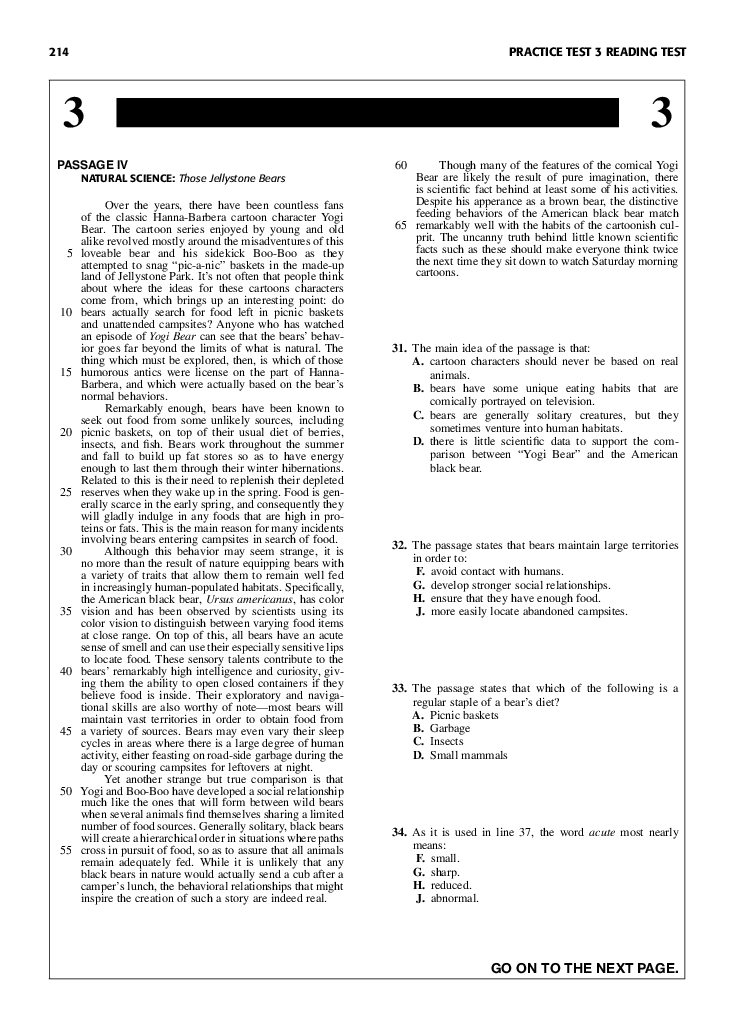 214
PRACTICE TEST 3 READING TEST
3
3
PASSAGE IV
NATURAL SCIENCE: Those Jellystone Bears
Over the years, there have been countless fans
of the classic Hanna-Barbera cartoon character Yogi
Bear. The cartoon series enjoyed by young and old
alike revolved mostly around the misadventures of this
5 loveable bear and his sidekick Boo-Boo as they
attempted to snag “pic-a-nic” baskets in the made-up
land of Jellystone Park. It's not often that people think
about where the ideas for these cartoons characters
come from, which brings up an interesting point: do
10 bears actually search for food left in picnic baskets
and unattended campsites? Anyone who has watched
an episode of Yogi Bear can see that the bears' behav-
ior goes far beyond the limits of what is natural. The
thing which must be explored, then, is which of those
15 humorous antics were license on the part of Hanna-
Barbera, and which were actually based on the bear's
normal behaviors.
Remarkably enough, bears have been known to
seek out food from some unlikely sources, including
20 picnic baskets, on top of their usual diet of berries,
insects, and fish. Bears work throughout the summer
and fall to build up fat stores so as to have energy
enough to last them through their winter hibernations.
Related to this is their need to replenish their depleted
25 reserves when they wake up in the spring. Food is gen-
erally scarce in the early spring, and consequently they
will gladly indulge in any foods that are high in pro-
teins or fats. This is the main reason for many incidents
involving bears entering campsites in search of food.
30 Although this behavior may seem strange, it is
no more than the result of nature equipping bears with
a variety of traits that allow them to remain well fed
in increasingly human-populated habitats. Specifically,
the American black bear, Ursus americanus, has color
35 vision and has been observed by scientists using its
color vision to distinguish between varying food items
at close range. On top of this, all bears have an acute
sense of smell and can use their especially sensitive lips
to locate food. These sensory talents contribute to the
40 bears' remarkably high intelligence and curiosity, giv-
ing them the ability to open closed containers if they
believe food is inside. Their exploratory and naviga-
tional skills are also worthy of note—most bears will
maintain vast territories in order to obtain food from
45 a variety of sources. Bears may even vary their sleep
cycles in areas where there is a large degree of human
activity, either feasting on road-side garbage during the
day or scouring campsites for leftovers at night.
Yet another strange but true comparison is that
50 Yogi and Boo-Boo have developed a social relationship
much like the ones that will form between wild bears
when several animals find themselves sharing a limited
number of food sources. Generally solitary, black bears
will create a hierarchical order in situations where paths
55 cross in pursuit of food, so as to assure that all animals
remain adequately fed. While it is unlikely that any
black bears in nature would actually send a cub after a
camper's lunch, the behavioral relationships that might
inspire the creation of such a story are indeed real.
60 Though many of the features of the comical Yogi
Bear are likely the result of pure imagination, there
is scientific fact behind at least some of his activities.
Despite his apperance as a brown bear, the distinctive
feeding behaviors of the American black bear match
65 remarkably well with the habits of the cartoonish cul-
prit. The uncanny truth behind little known scientific
facts such as these should make everyone think twice
the next time they sit down to watch Saturday morning
cartoons.
31. The main idea of the passage is that:
A. cartoon characters should never be based on real
animals.
B. bears have some unique eating habits that are
comically portrayed on television.
C. bears are generally solitary creatures, but they
sometimes venture into human habitats.
D. there is little scientific data to support the com-
parison between “Yogi Bear” and the American
black bear.
32. The passage states that bears maintain large territories
in order to:
F. avoid contact with humans.
G. develop stronger social relationships.
H. ensure that they have enough food.
J. more easily locate abandoned campsites.
33. The passage states that which of the following is a
regular staple of a bear's diet?
A. Picnic baskets
B. Garbage
C. Insects
D. Small mammals
34. As it is used in line 37, the word acute most nearly
means:
F. small.
G. sharp.
H. reduced.
J. abnormal.
GO ON TO THE NEXT PAGE.